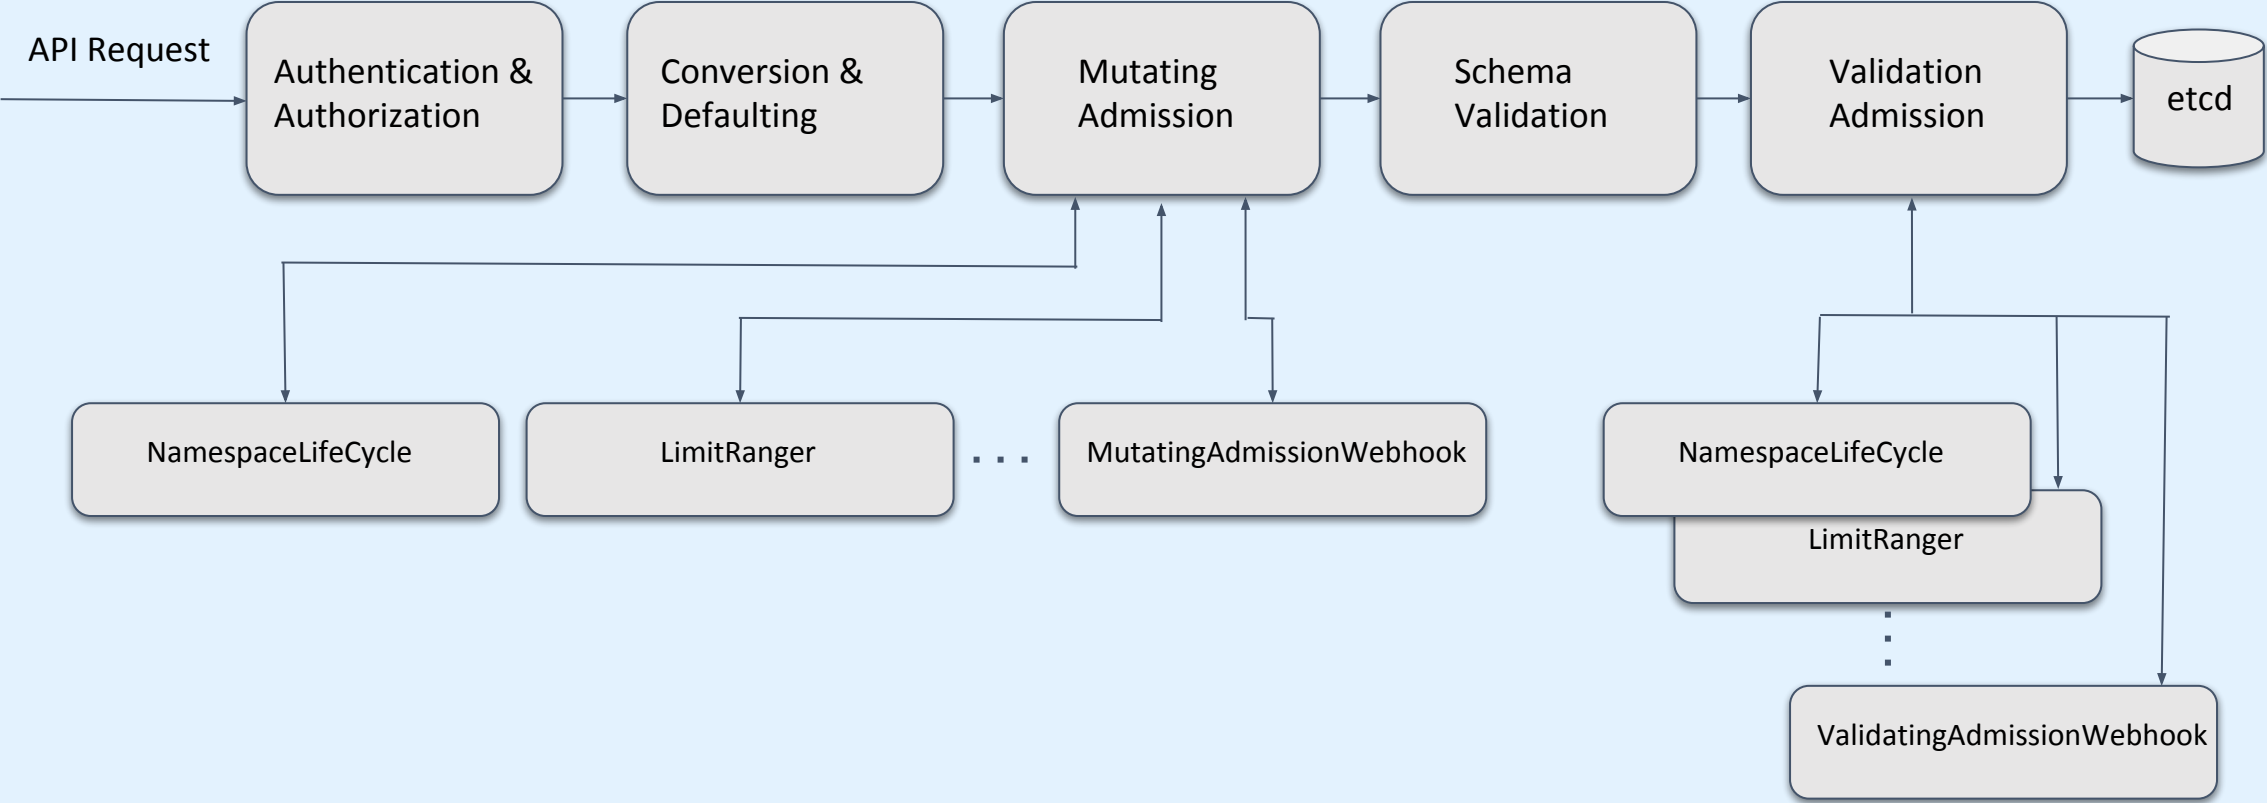 API Request
Authentication &
Authorization
Conversion &
Defaulting
Mutating
Admission
Schema
Validation
Validation
Admission
etcd
NamespaceLifeCycle
LimitRanger
. . .
MutatingAdmissionWebhook
NamespaceLifeCycle
LimitRanger
ValidatingAdmissionWebhook